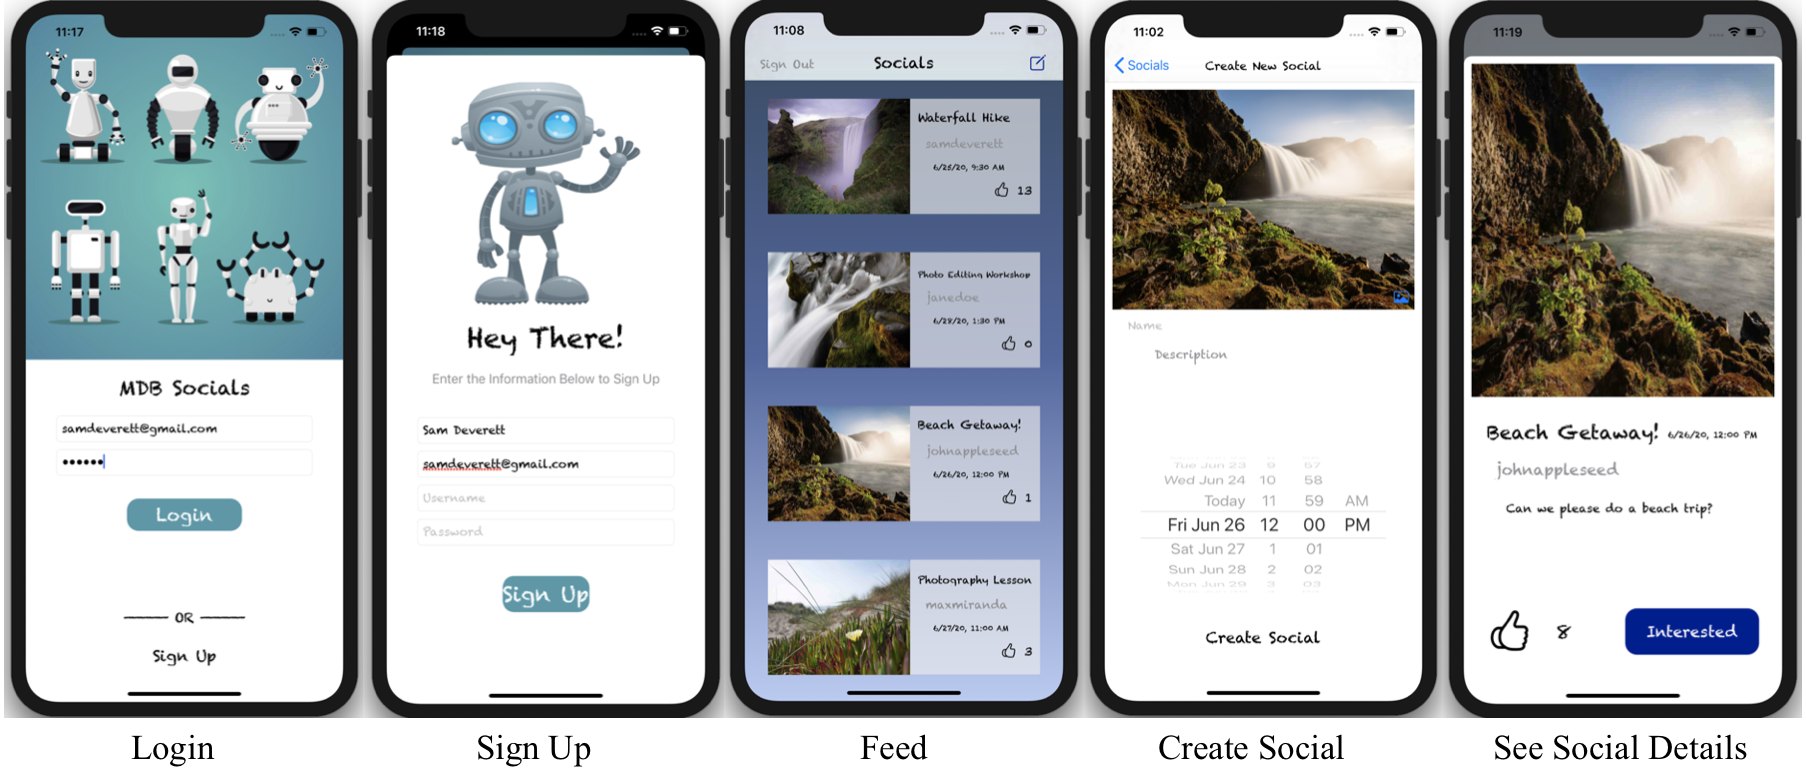 11:17
MDB Socials
samdeverett@gmail.com
••••••
Login
OR
Sign Up
11:18
Hey There!
Enter the Information Below to Sign Up
Sam Deverett
samdeverett@gmail.com
Username
Password
Sign Up
11:08
Sign Out
Socials
Waterfall Hike
samdeverett
6/25/20, 9:30 AM
13
Photo Editing Workshop
janedoe
6/28/20, 1:30 PM
0
Beach Getaway!
johnappleseed
6/26/20, 12:00 PM
1
Photography Lesson
maxmiranda
6/27/20, 11:00 AM
3
11:02
Socials
Create New Social
Name
Description
Tue Jun 23 9 57
Wed Jun 24 10 58
Today 11 59 AM
Fri Jun 26 12 00 PM
Sat Jun 27 1 01
Sun Jun 28 2 02
Mon Jun 29 3 03
Create Social
11:19
Beach Getaway! 6/26/20, 12:00 PM
johnappleseed
Can we please do a beach trip?
8
Interested
Login
Sign Up
Feed
Create Social
See Social Details